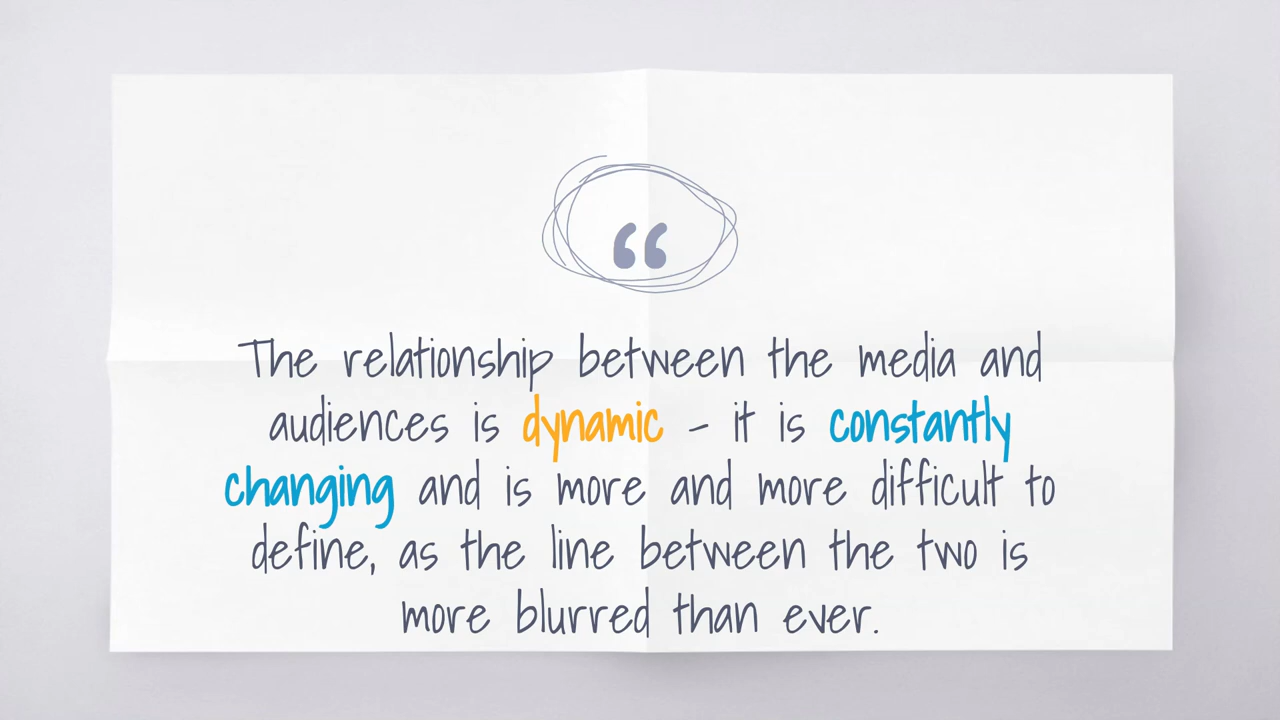 “
The relationship between the media and
audiences is dynamic - it is constantly
changing and is more and more difficult to
define, as the line between the two is
more blurred than ever.